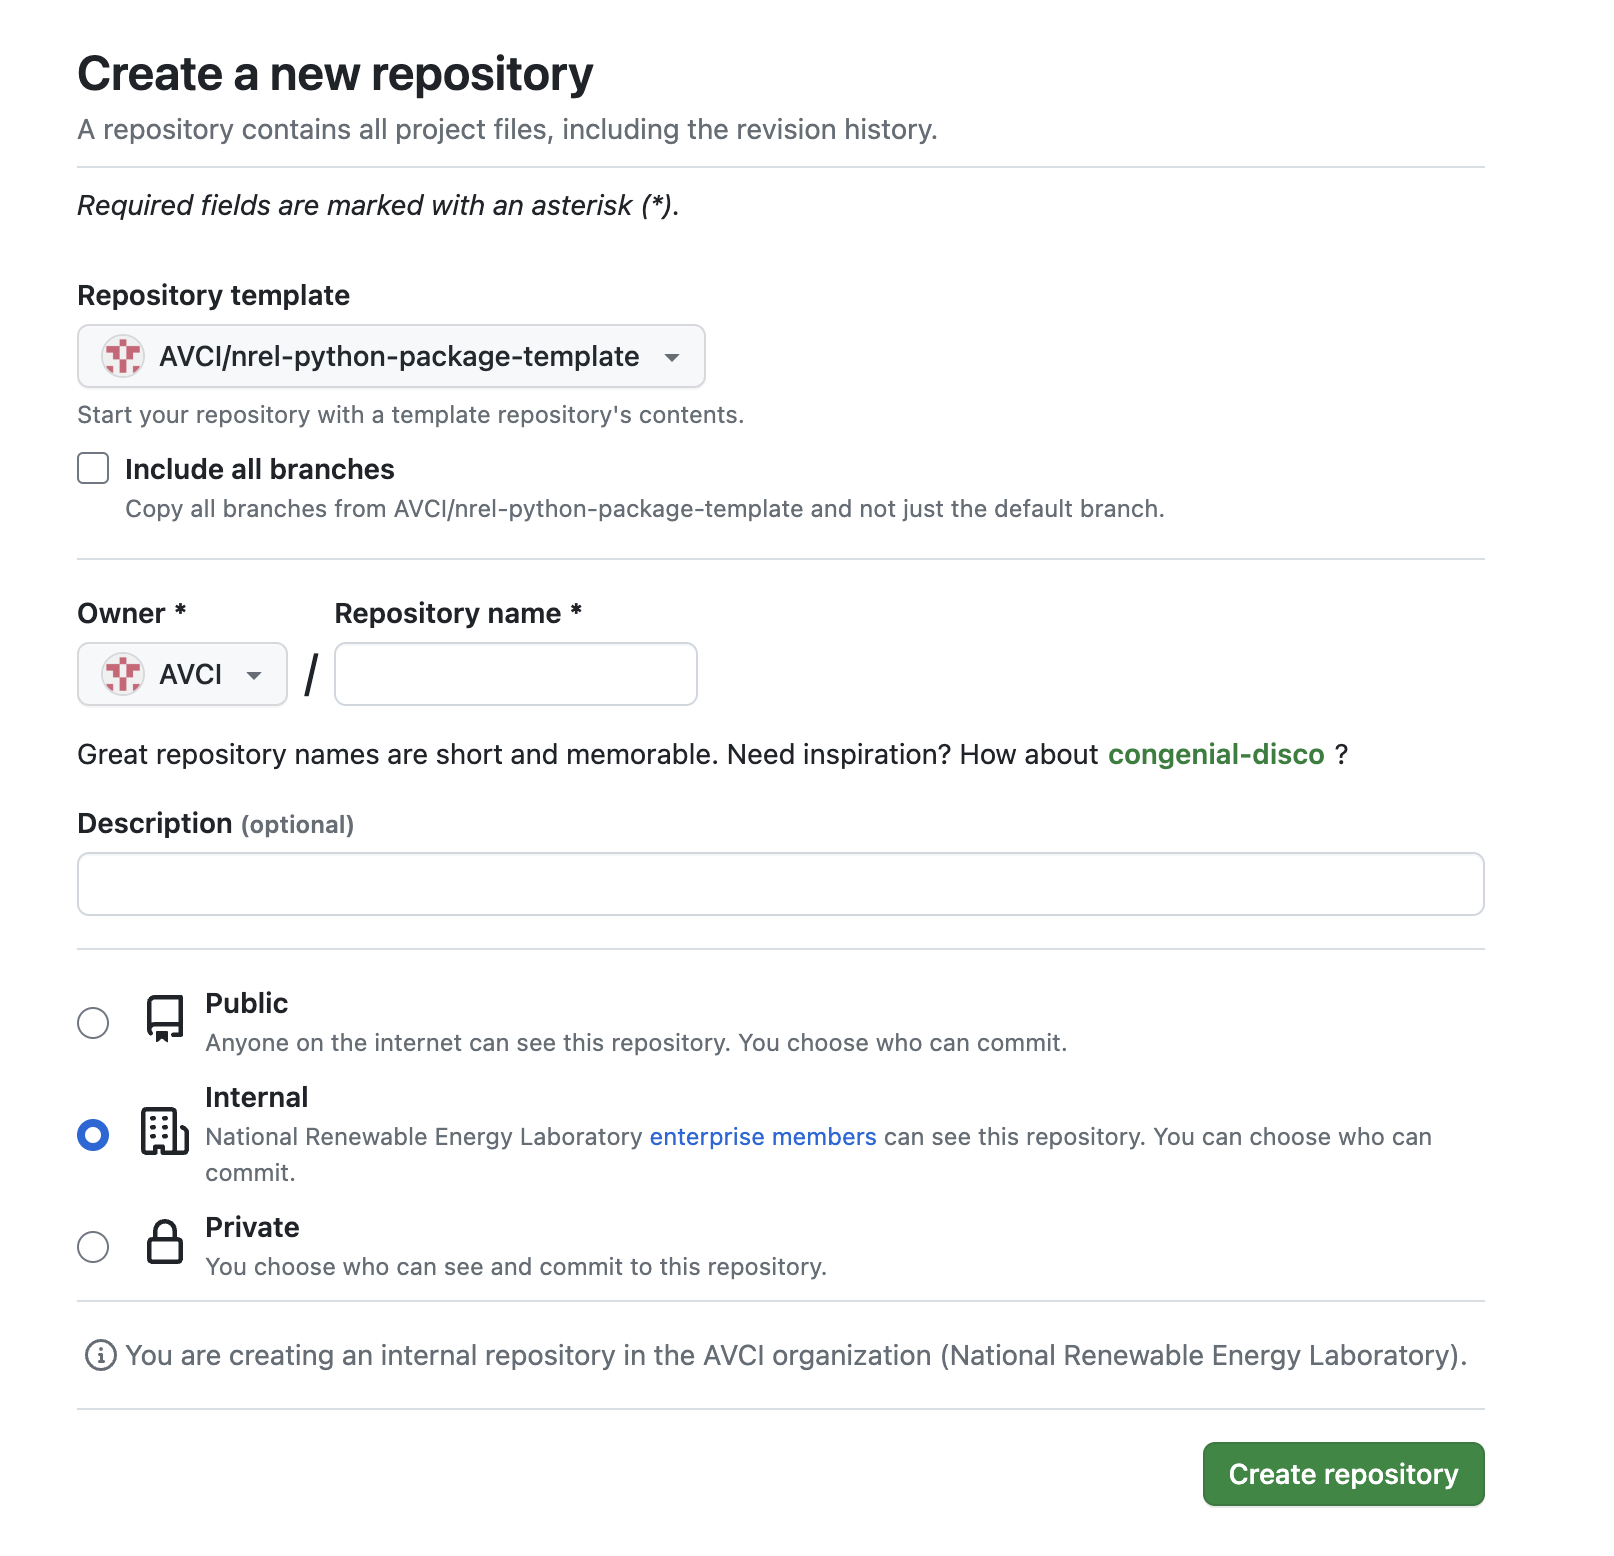 Create a new repository
A repository contains all project files, including the revision history.
Required fields are marked with an asterisk (*).
Repository template
AVCI/nrel-python-package-template
Start your repository with a template repository's contents.
Include all branches
Copy all branches from AVCI/nrel-python-package-template and not just the default branch.
Owner * Repository name *
AVCI /
Great repository names are short and memorable. Need inspiration? How about congenial-disco ?
Description (optional)
Public
Anyone on the internet can see this repository. You choose who can commit.
Internal
National Renewable Energy Laboratory enterprise members can see this repository. You can choose who can
commit.
Private
You choose who can see and commit to this repository.
You are creating an internal repository in the AVCI organization (National Renewable Energy Laboratory).
Create repository